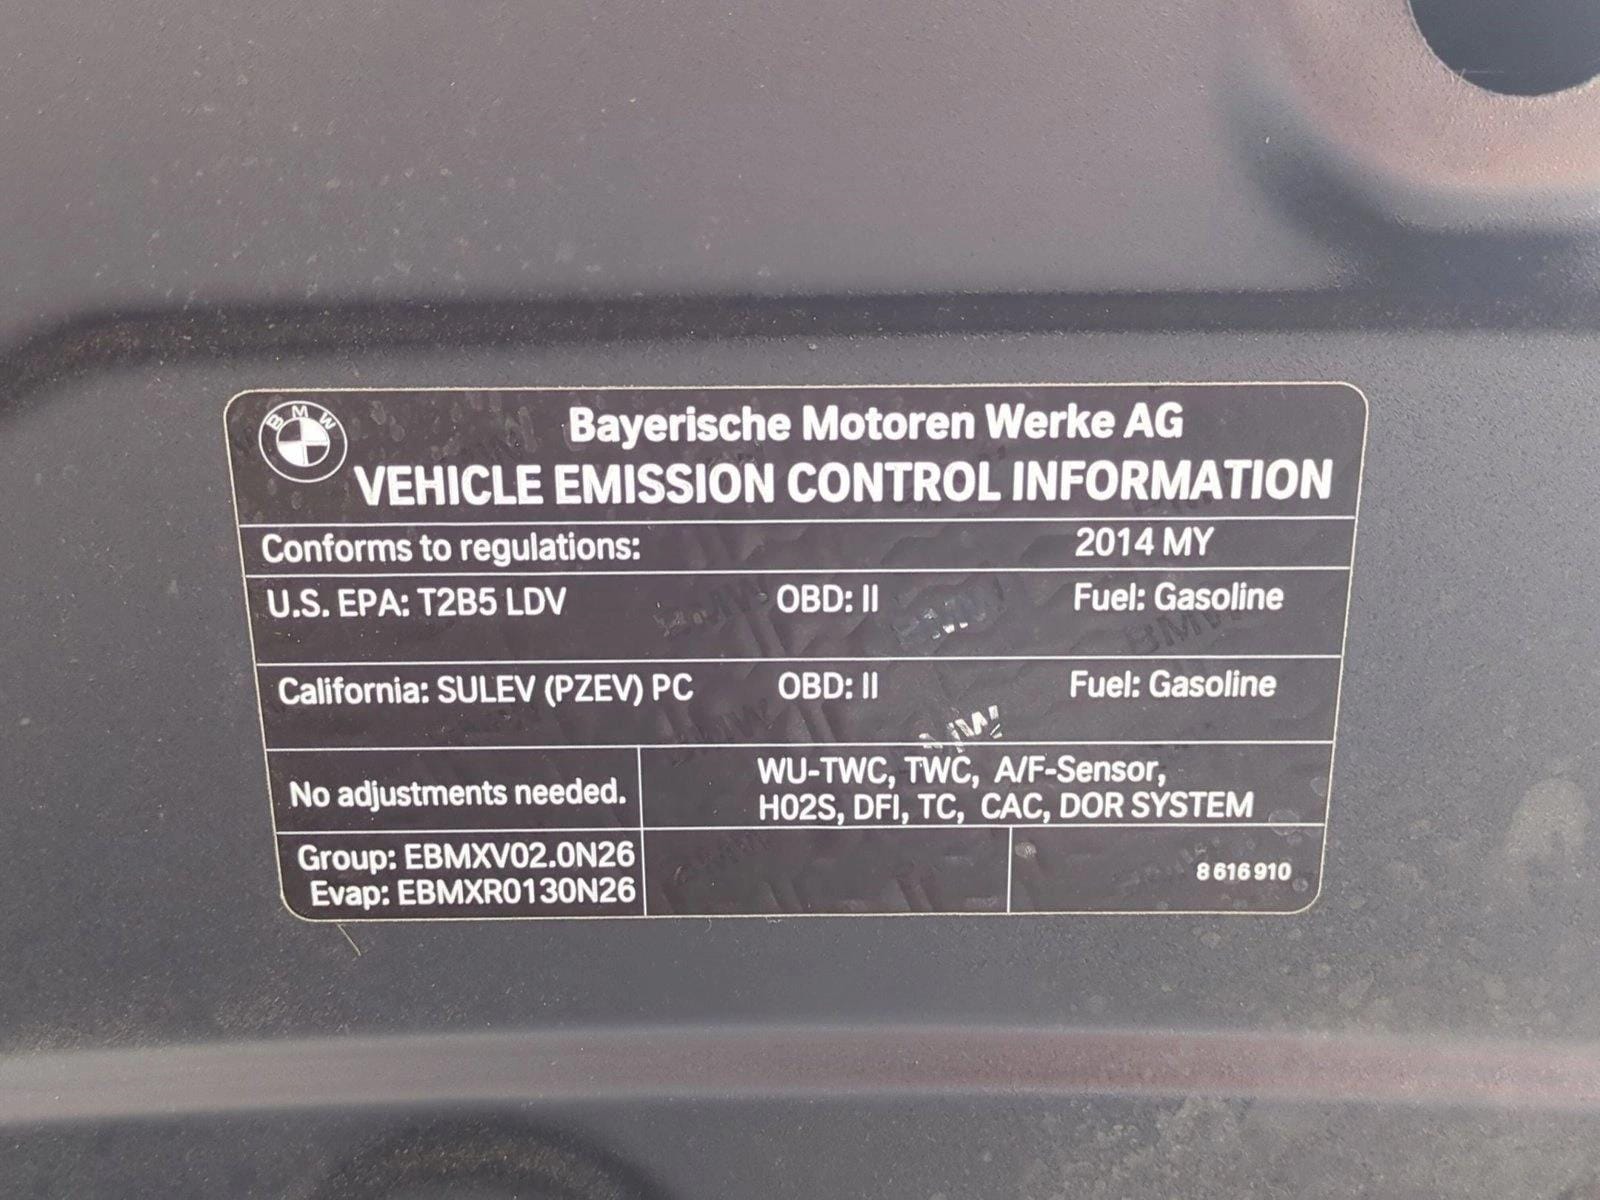 BMW
Bayerische Motoren Werke AG
VEHICLE EMISSION CONTROL INFORMATION
Conforms to regulations: 2014 MY
U.S. EPA: T2B5 LDV OBD: II Fuel: Gasoline
California: SULEV (PZEV) PC OBD: II Fuel: Gasoline
No adjustments needed.
WU-TWC, TWC, A/F-Sensor,
H02S, DFI, TC, CAC, DOR SYSTEM
Group: EBMXV02.0N26
Evap: EBMXR0130N26
8 616 910